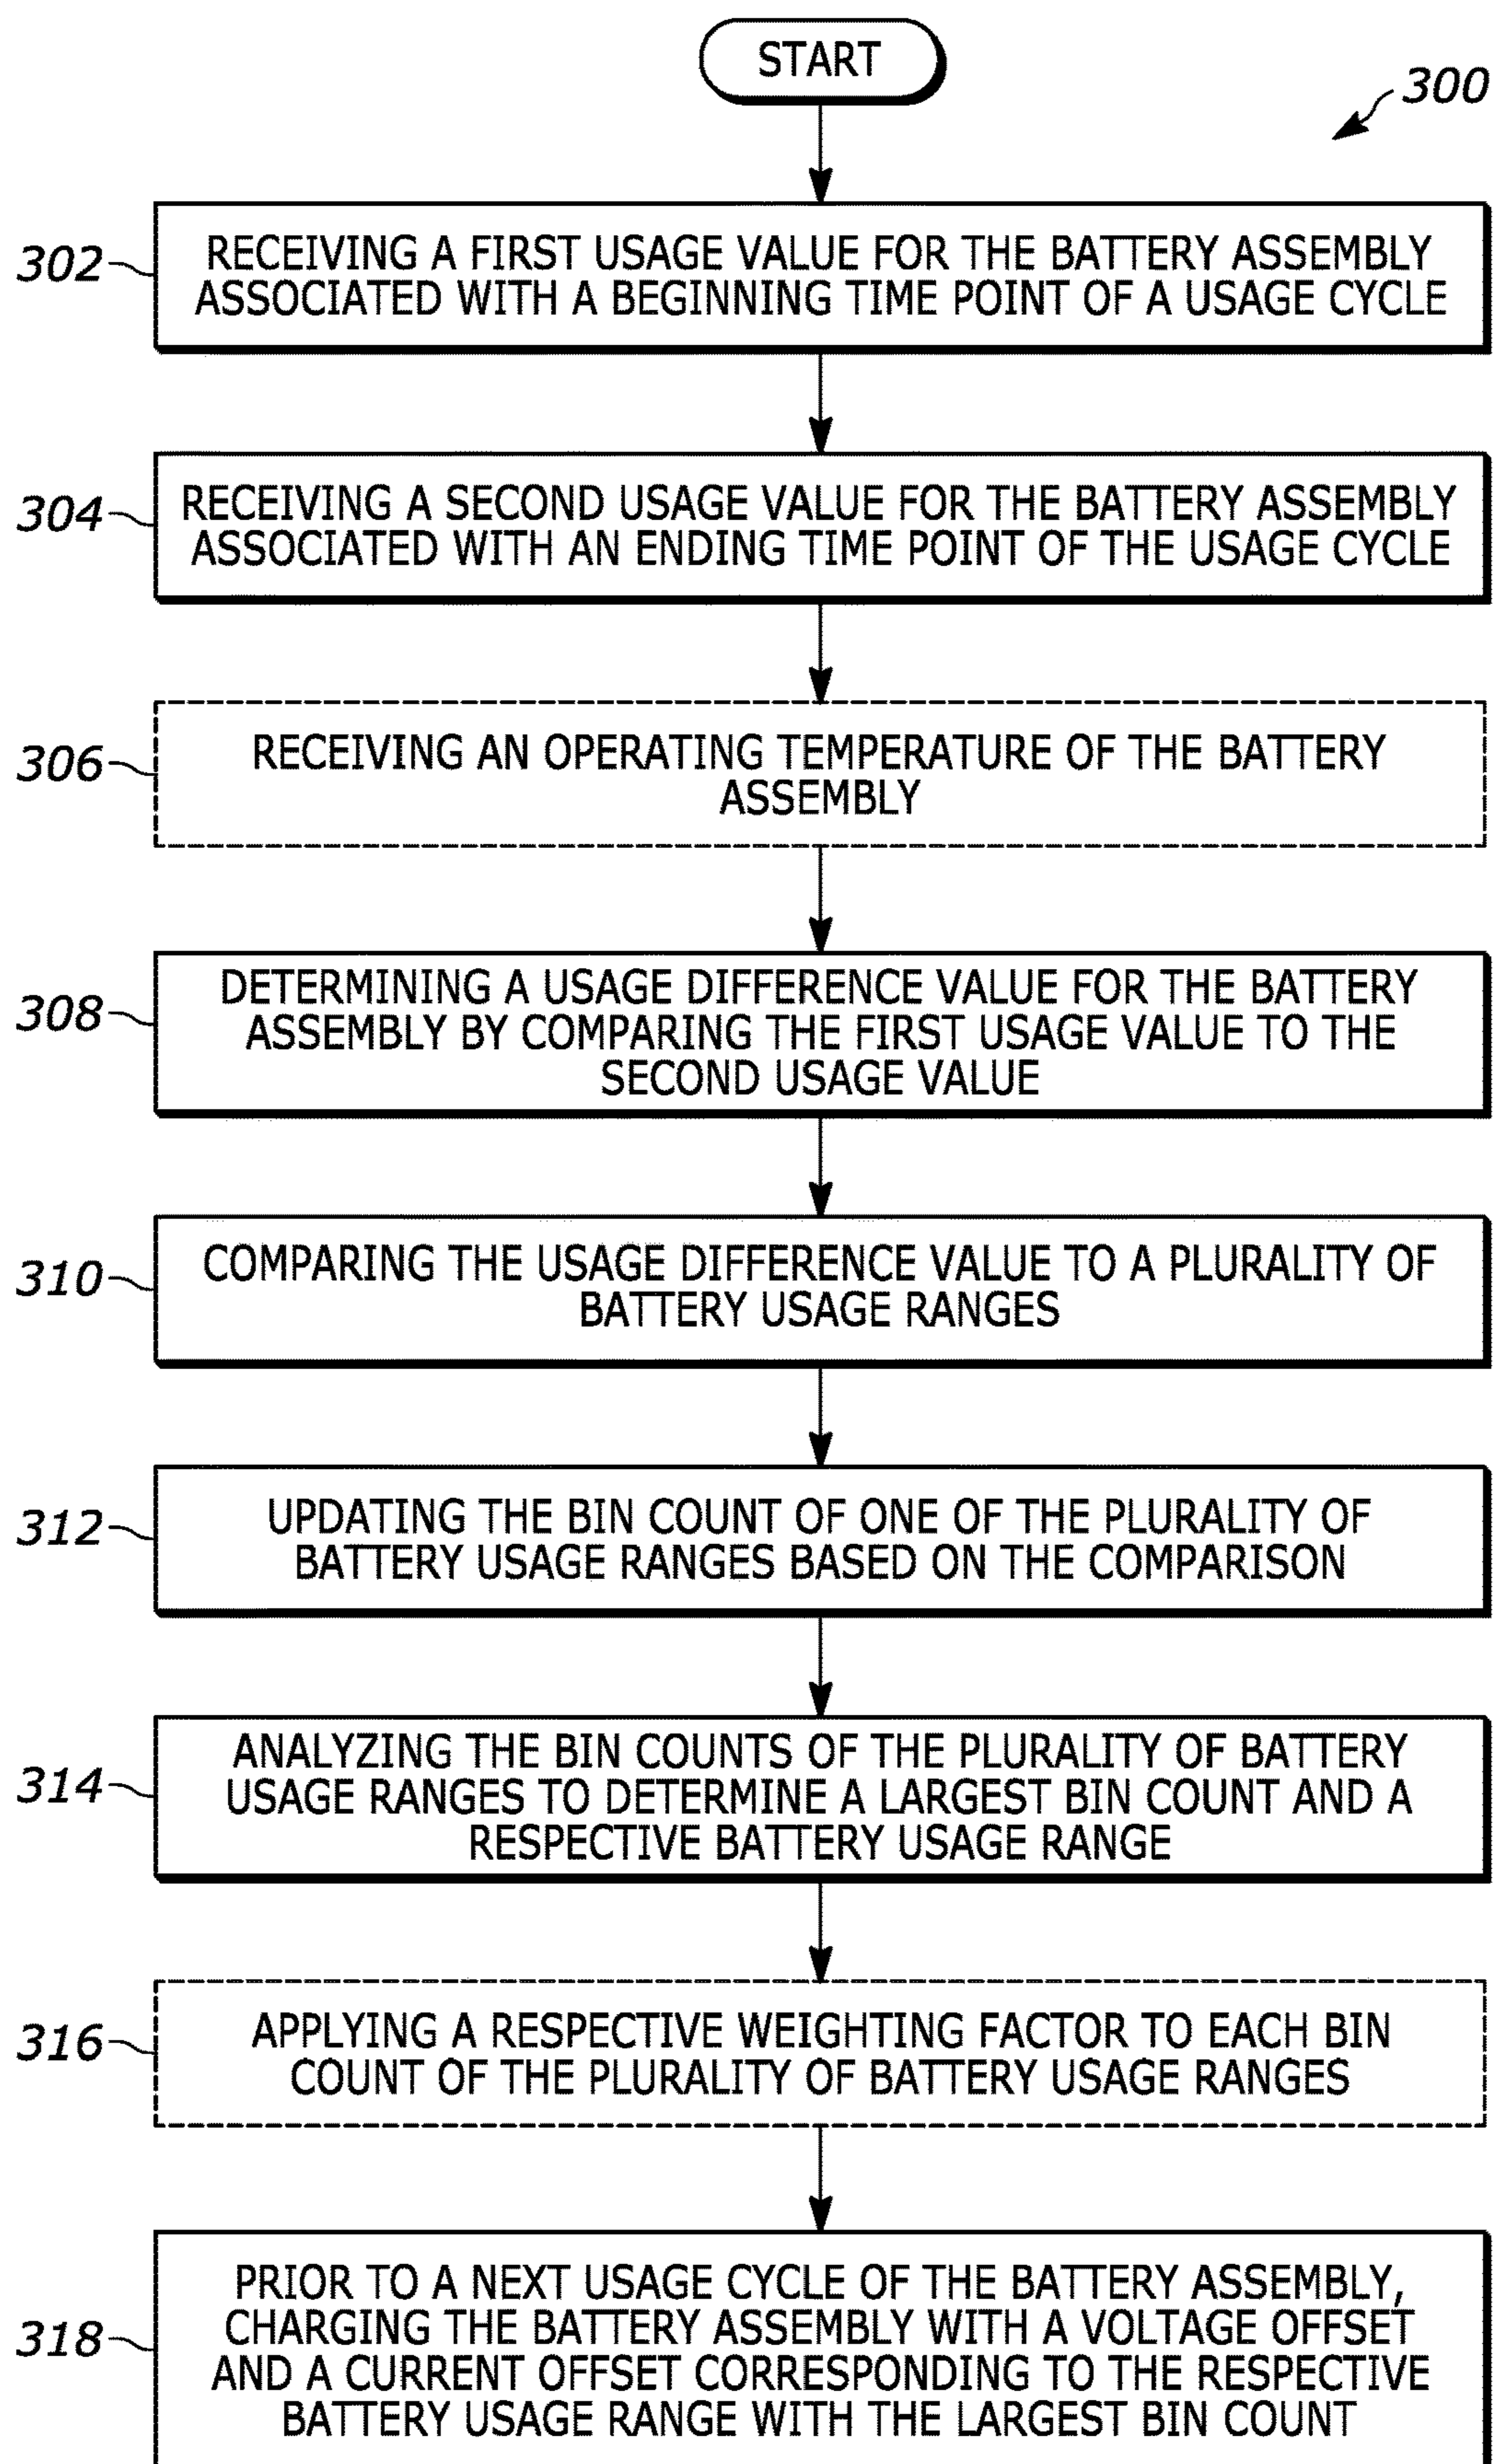 START
300
302
RECEIVING A FIRST USAGE VALUE FOR THE BATTERY ASSEMBLY
ASSOCIATED WITH A BEGINNING TIME POINT OF A USAGE CYCLE
304
RECEIVING A SECOND USAGE VALUE FOR THE BATTERY ASSEMBLY
ASSOCIATED WITH AN ENDING TIME POINT OF THE USAGE CYCLE
306
RECEIVING AN OPERATING TEMPERATURE OF THE BATTERY
ASSEMBLY
308
DETERMINING A USAGE DIFFERENCE VALUE FOR THE BATTERY
ASSEMBLY BY COMPARING THE FIRST USAGE VALUE TO THE
SECOND USAGE VALUE
310
COMPARING THE USAGE DIFFERENCE VALUE TO A PLURALITY OF
BATTERY USAGE RANGES
312
UPDATING THE BIN COUNT OF ONE OF THE PLURALITY OF
BATTERY USAGE RANGES BASED ON THE COMPARISON
314
ANALYZING THE BIN COUNTS OF THE PLURALITY OF BATTERY
USAGE RANGES TO DETERMINE A LARGEST BIN COUNT AND A
RESPECTIVE BATTERY USAGE RANGE
316
APPLYING A RESPECTIVE WEIGHTING FACTOR TO EACH BIN
COUNT OF THE PLURALITY OF BATTERY USAGE RANGES
318
PRIOR TO A NEXT USAGE CYCLE OF THE BATTERY ASSEMBLY,
CHARGING THE BATTERY ASSEMBLY WITH A VOLTAGE OFFSET
AND A CURRENT OFFSET CORRESPONDING TO THE RESPECTIVE
BATTERY USAGE RANGE WITH THE LARGEST BIN COUNT